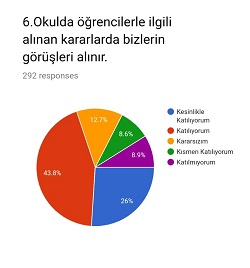 6.Okulda öğrencilerle ilgili
alınan kararlarda bizlerin
görüşleri alınır.
292 responses
Kesinlikle
Katılıyorum
Katılıyorum
Kararsızım
Kısmen Katılıyorum
Katılmıyorum
12.7%
8.6%
8.9%
43.8%
26%